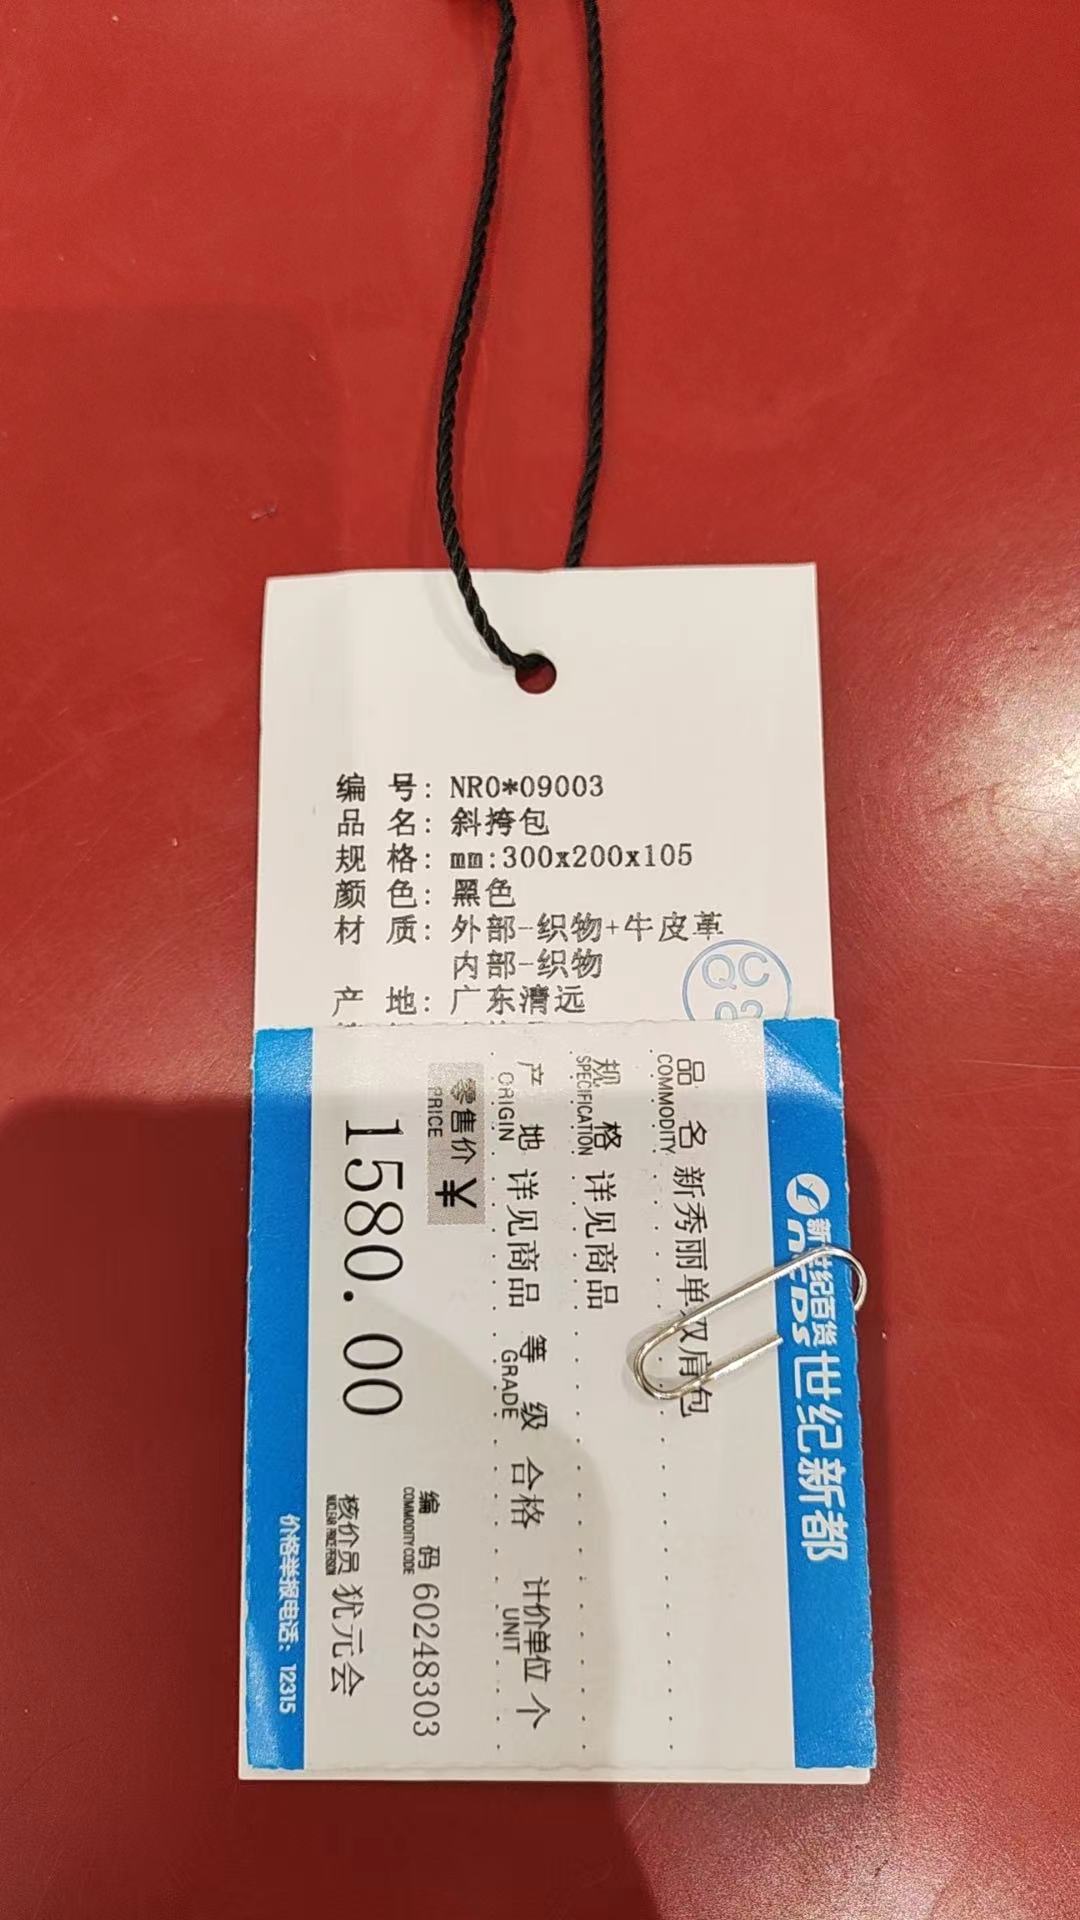 编 号: NR0*09003
品 名: 斜挎包
规 格: mm:300x200x105
颜 色: 黑色
材 质: 外部-织物+牛皮革
内部-织物
产 地: 广东清远
QC
新世纪百货 世纪新都
品 名 新秀丽单双肩包
COMMODITY
规 格 详见商品
SPECIFICATION
产 地 详见商品 等 级 合格 计价单位 个
ORIGIN GRADE UNIT
零售价 ¥
PRICE
1580.00
编 码 60248303
COMMODITY CODE
核价员 犹元会
价格举报电话: 12315